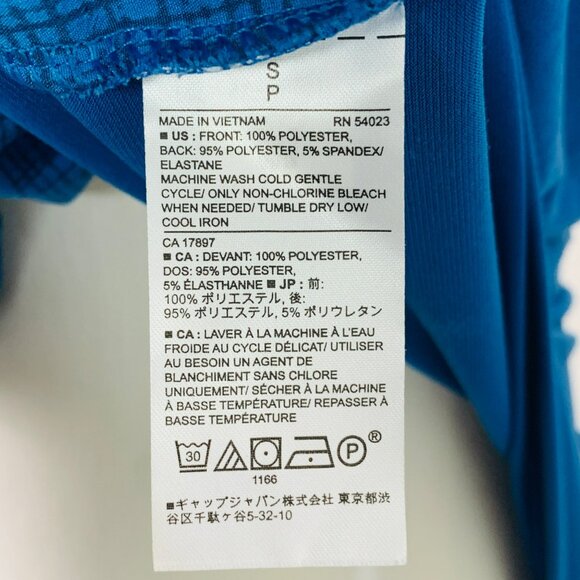 S
P
MADE IN VIETNAM RN 54023
■ US : FRONT: 100% POLYESTER,
BACK: 95% POLYESTER, 5% SPANDEX/
ELASTANE
MACHINE WASH COLD GENTLE
CYCLE/ ONLY NON-CHLORINE BLEACH
WHEN NEEDED/ TUMBLE DRY LOW/
COOL IRON
CA 17897
■ CA : DEVANT: 100% POLYESTER,
DOS: 95% POLYESTER,
5% ÉLASTHANNE ■ JP : 前:
100% ポリエステル, 後:
95% ポリエステル, 5% ポリウレタン
■ CA: LAVER À LA MACHINE À L'EAU
FROIDE AU CYCLE DÉLICAT/ UTILISER
AU BESOIN UN AGENT DE
BLANCHIMENT SANS CHLORE
UNIQUEMENT/ SÉCHER À LA MACHINE
À BASSE TEMPÉRATURE/ REPASSER À
BASSE TEMPÉRATURE
30 P ®
1166
■ギャップジャパン株式会社 東京都渋
谷区千駄ヶ谷5-32-10